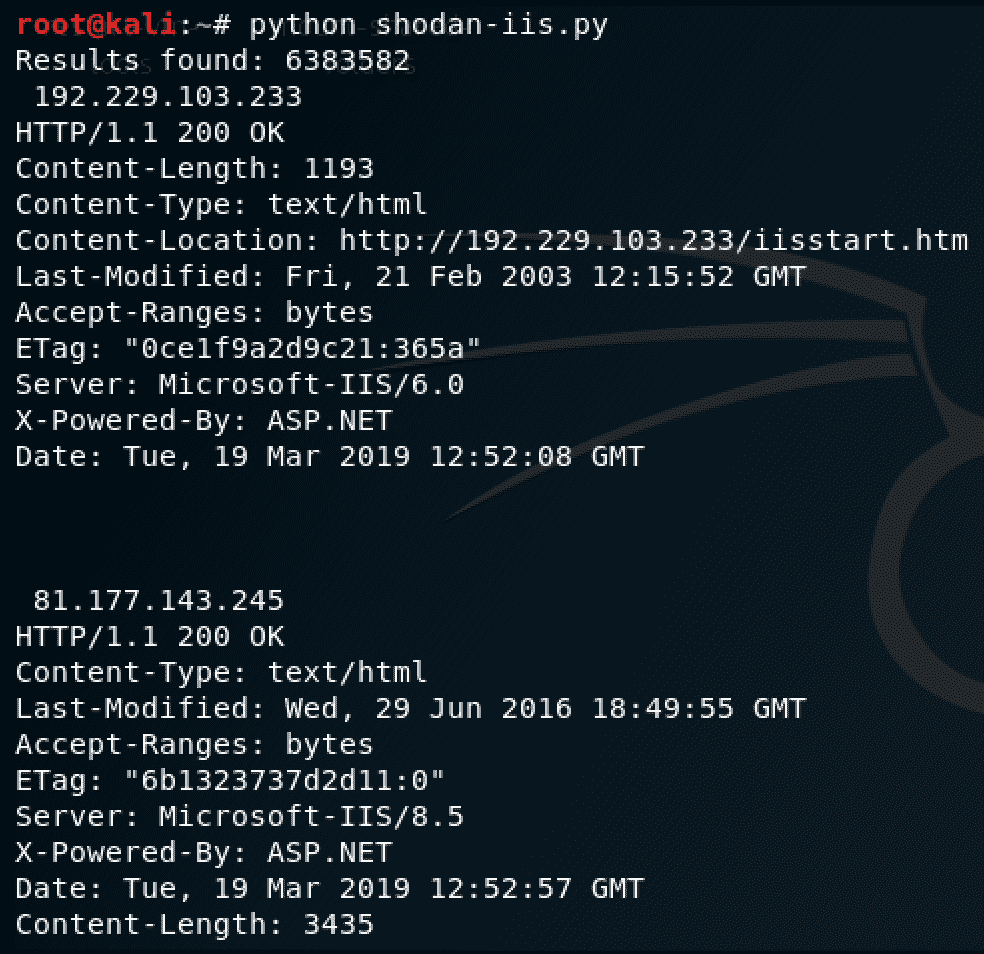 root@kali:~# python shodan-iis.py
Results found: 6383582
192.229.103.233
HTTP/1.1 200 OK
Content-Length: 1193
Content-Type: text/html
Content-Location: http://192.229.103.233/iisstart.htm
Last-Modified: Fri, 21 Feb 2003 12:15:52 GMT
Accept-Ranges: bytes
ETag: "0ce1f9a2d9c21:365a"
Server: Microsoft-IIS/6.0
X-Powered-By: ASP.NET
Date: Tue, 19 Mar 2019 12:52:08 GMT
81.177.143.245
HTTP/1.1 200 OK
Content-Type: text/html
Last-Modified: Wed, 29 Jun 2016 18:49:55 GMT
Accept-Ranges: bytes
ETag: "6b1323737d2d11:0"
Server: Microsoft-IIS/8.5
X-Powered-By: ASP.NET
Date: Tue, 19 Mar 2019 12:52:57 GMT
Content-Length: 3435